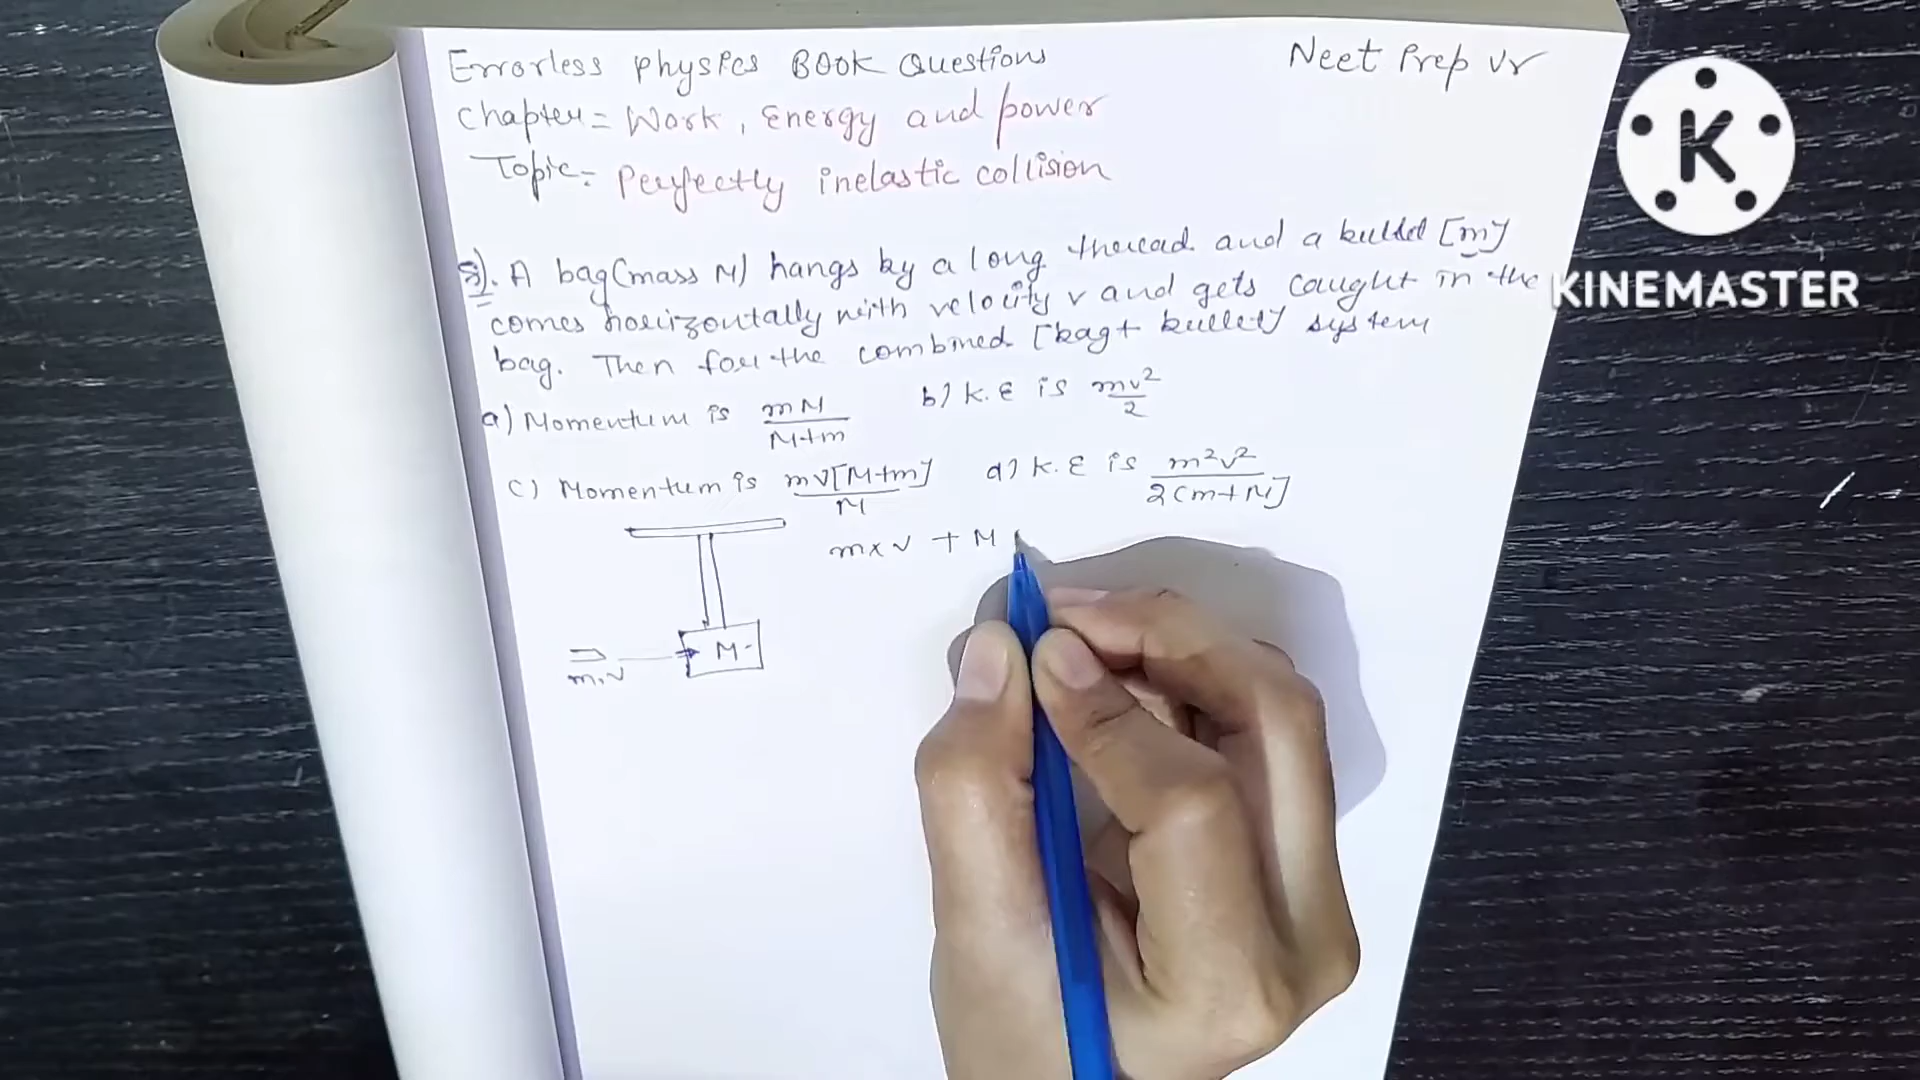 Errorless physics Book Questions
Neet Prep Vr
Chapter = Work, Energy and power
Topic = Perfectly inelastic collision
K
KINEMASTER
8). A bag (mass M) hangs by a long thread and a bullet [m]
comes horizontally with velocity v and gets caught in the
bag. Then for the combined [bag + bullet] system
a) Momentum is mM/M+m b) K.E is mv²/2
c) Momentum is mv[M+m]/M d) K.E is m²v²/2(m+M]
m×v + M
M
m,v